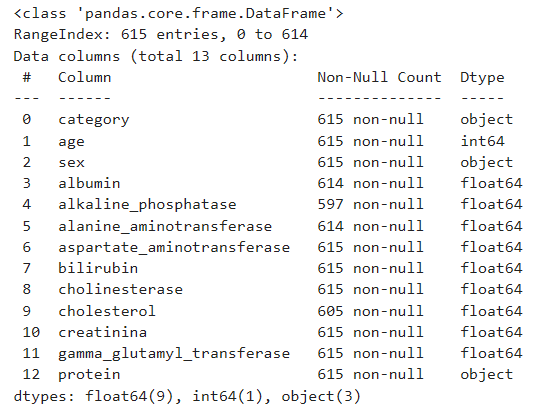 <class 'pandas.core.frame.DataFrame'>
RangeIndex: 615 entries, 0 to 614
Data columns (total 13 columns):
 #   Column                      Non-Null Count  Dtype
---  ------                      --------------  -----
 0   category                    615 non-null    object
 1   age                         615 non-null    int64
 2   sex                         615 non-null    object
 3   albumin                     614 non-null    float64
 4   alkaline_phosphatase        597 non-null    float64
 5   alanine_aminotransferase    614 non-null    float64
 6   aspartate_aminotransferase  615 non-null    float64
 7   bilirubin                   615 non-null    float64
 8   cholinesterase              615 non-null    float64
 9   cholesterol                 605 non-null    float64
 10  creatinina                  615 non-null    float64
 11  gamma_glutamyl_transferase  615 non-null    float64
 12  protein                     615 non-null    object
dtypes: float64(9), int64(1), object(3)